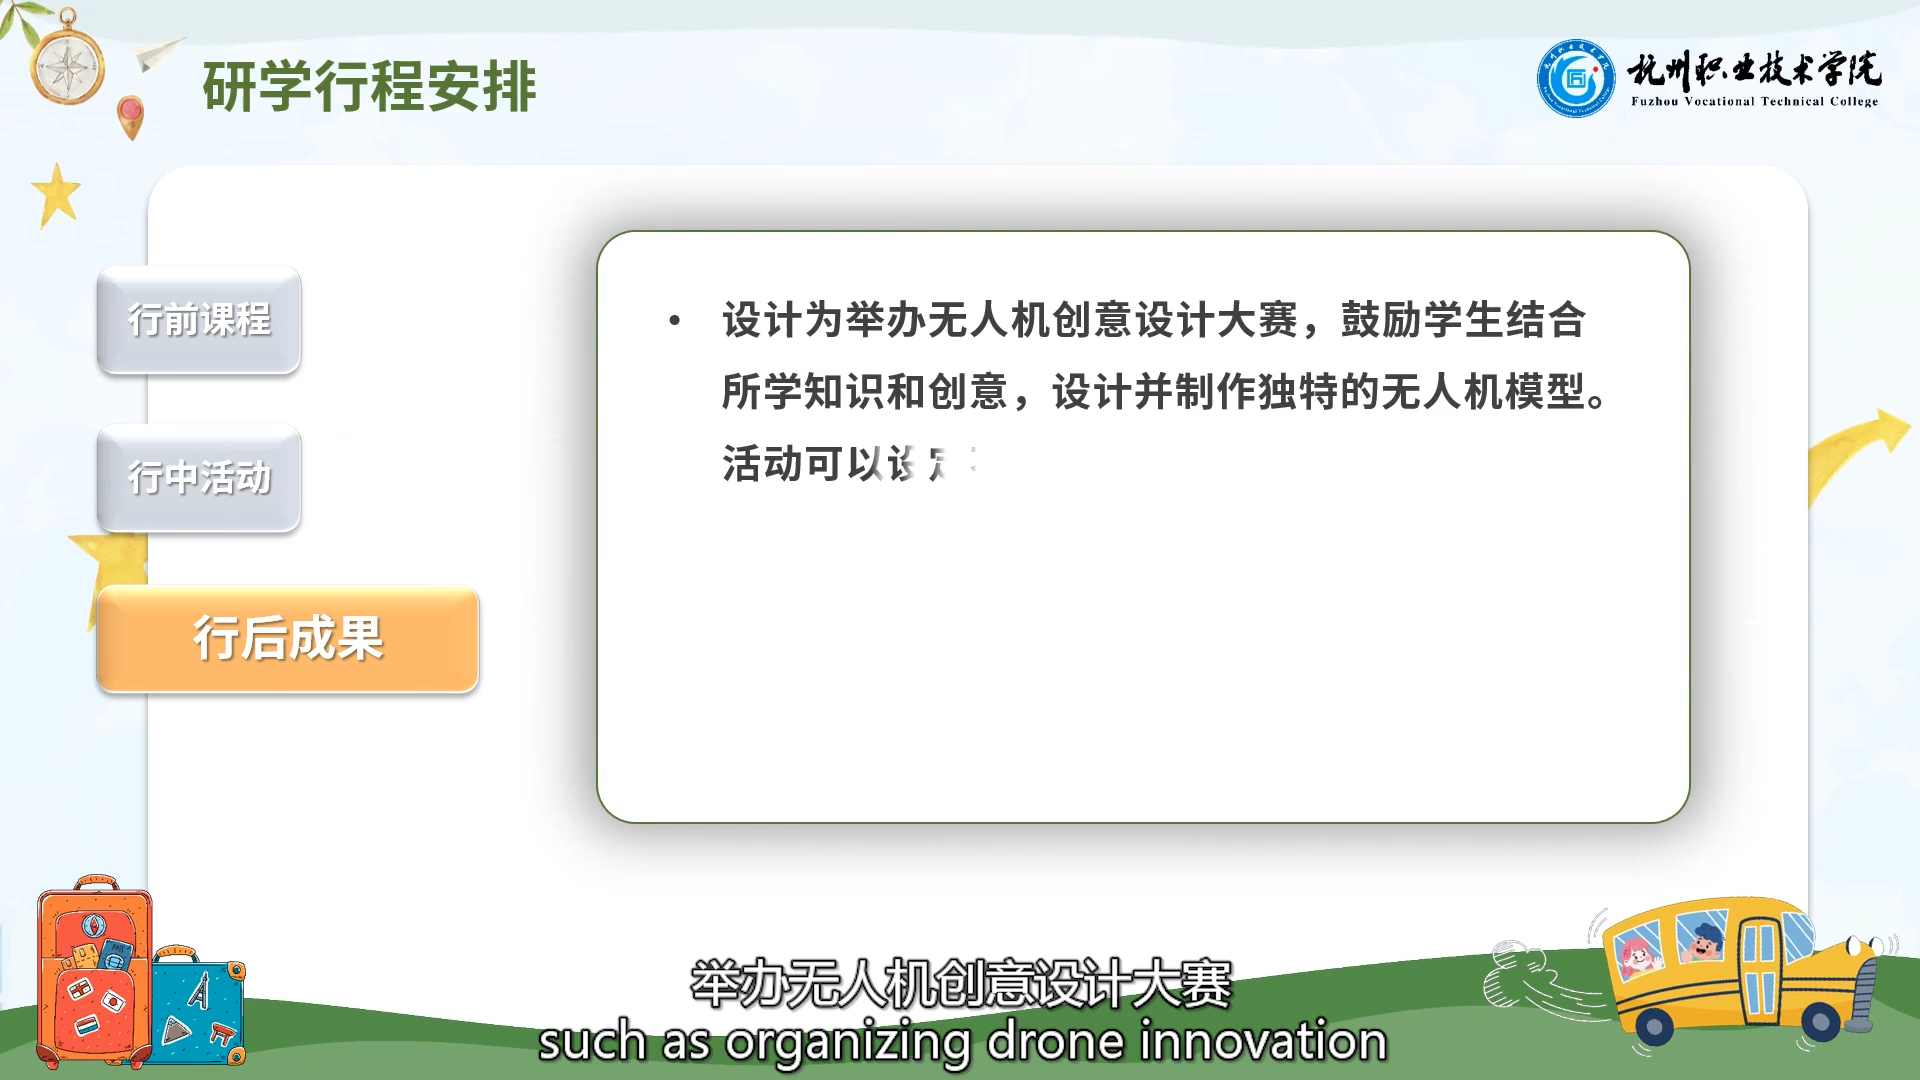 研学行程安排
抚州职业技术学院
Fuzhou Vocational Technical College
行前课程
行中活动
行后成果
• 设计为举办无人机创意设计大赛，鼓励学生结合
所学知识和创意，设计并制作独特的无人机模型。
活动可以设定
举办无人机创意设计大赛
such as organizing drone innovation